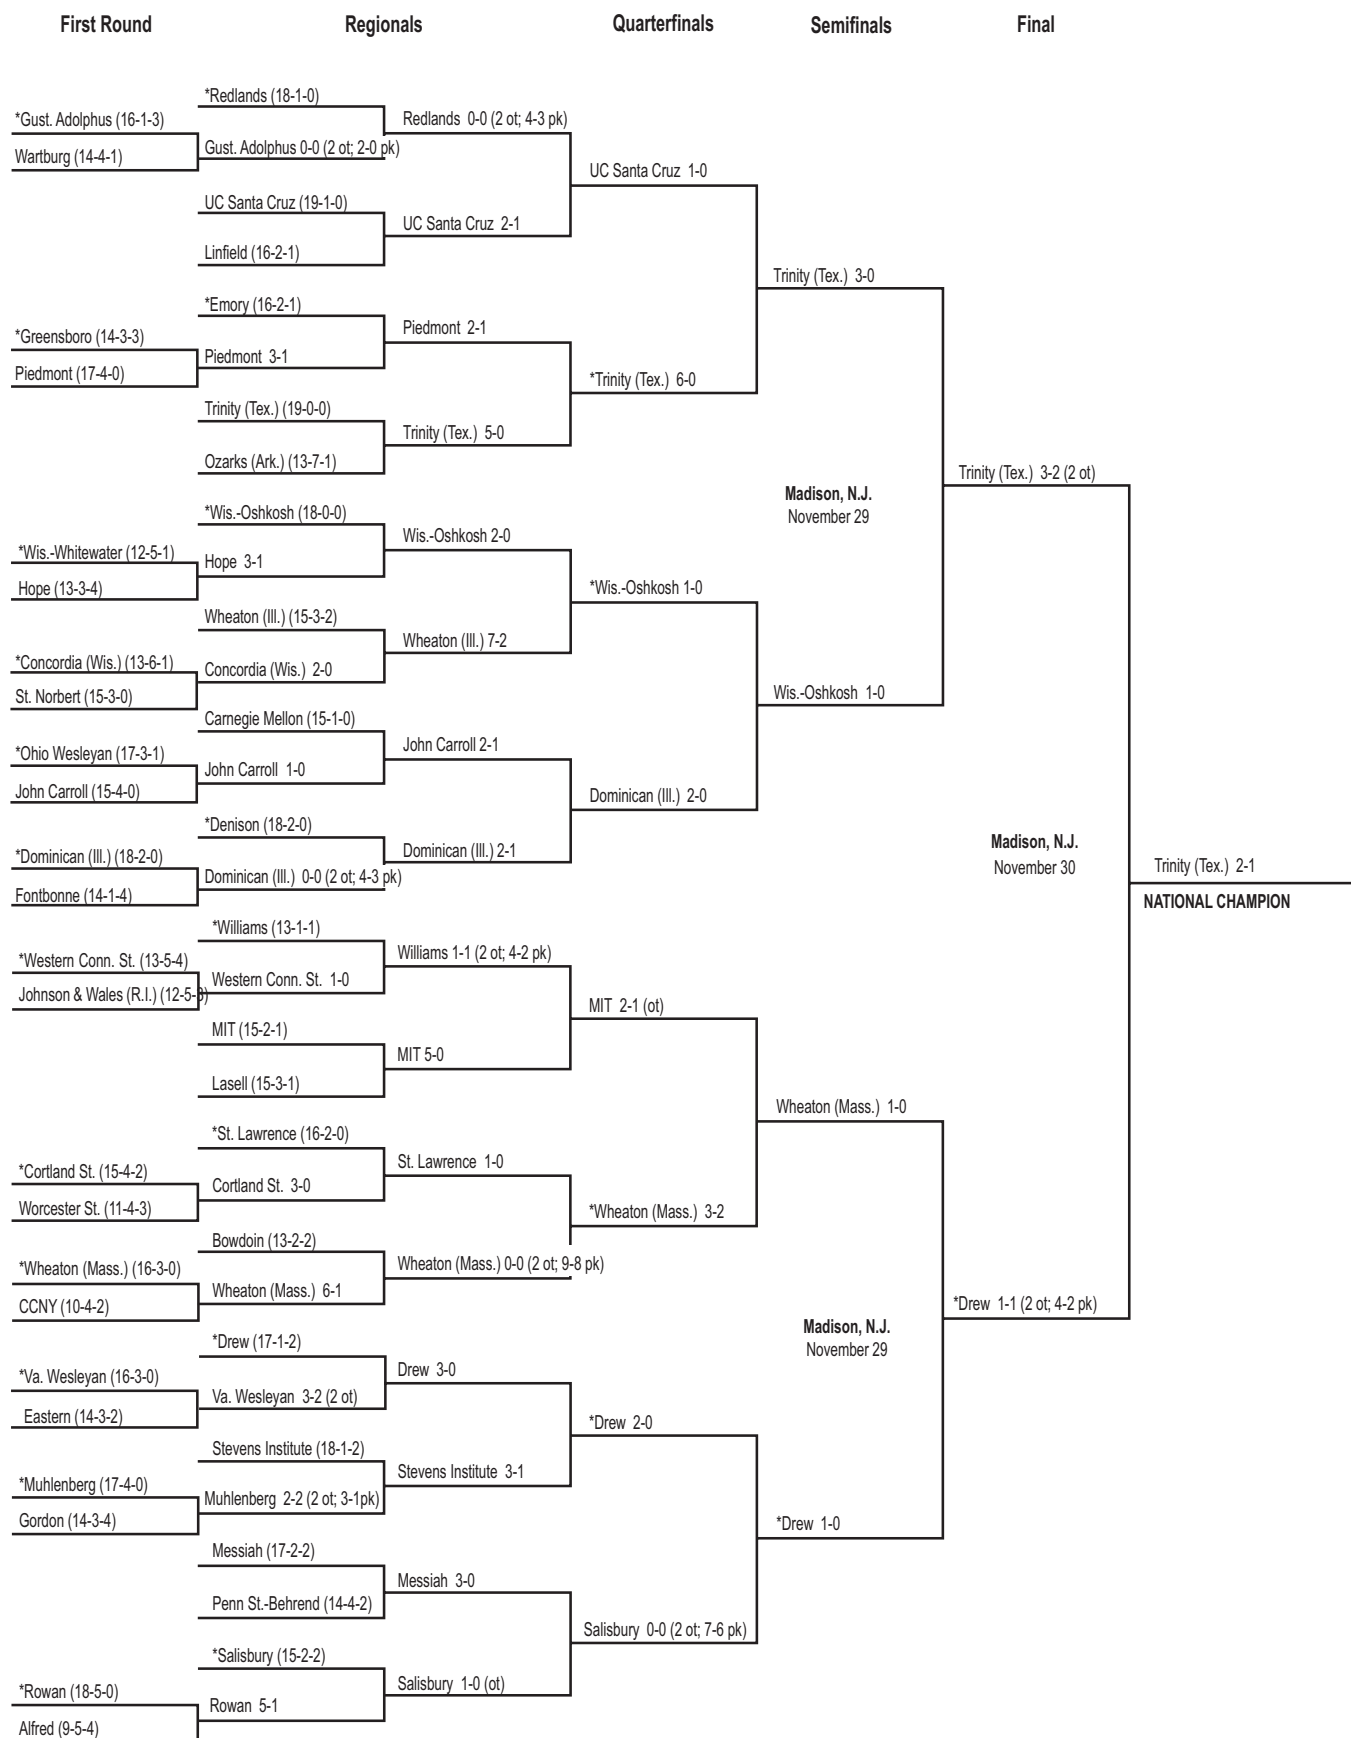 First Round
Regionals
Quarterfinals
Semifinals
Final
*Gust. Adolphus (16-1-3)
Wartburg (14-4-1)
*Greensboro (14-3-3)
Piedmont (17-4-0)
*Wis.-Whitewater (12-5-1)
Hope (13-3-4)
*Concordia (Wis.) (13-6-1)
St. Norbert (15-3-0)
*Ohio Wesleyan (17-3-1)
John Carroll (15-4-0)
*Dominican (Ill.) (18-2-0)
Fontbonne (14-1-4)
*Western Conn. St. (13-5-4)
Johnson & Wales (R.I.) (12-5-3)
*Cortland St. (15-4-2)
Worcester St. (11-4-3)
*Wheaton (Mass.) (16-3-0)
CCNY (10-4-2)
*Va. Wesleyan (16-3-0)
Eastern (14-3-2)
*Muhlenberg (17-4-0)
Gordon (14-3-4)
*Rowan (18-5-0)
Alfred (9-5-4)
*Redlands (18-1-0)
Gust. Adolphus 0-0 (2 ot; 2-0 pk)
UC Santa Cruz (19-1-0)
Linfield (16-2-1)
*Emory (16-2-1)
Piedmont 3-1
Trinity (Tex.) (19-0-0)
Ozarks (Ark.) (13-7-1)
*Wis.-Oshkosh (18-0-0)
Hope 3-1
Wheaton (Ill.) (15-3-2)
Concordia (Wis.) 2-0
Carnegie Mellon (15-1-0)
John Carroll 1-0
*Denison (18-2-0)
Dominican (Ill.) 0-0 (2 ot; 4-3 pk)
*Williams (13-1-1)
Western Conn. St. 1-0
MIT (15-2-1)
Lasell (15-3-1)
*St. Lawrence (16-2-0)
Cortland St. 3-0
Bowdoin (13-2-2)
Wheaton (Mass.) 6-1
*Drew (17-1-2)
Va. Wesleyan 3-2 (2 ot)
Stevens Institute (18-1-2)
Muhlenberg 2-2 (2 ot; 3-1pk)
Messiah (17-2-2)
Penn St.-Behrend (14-4-2)
*Salisbury (15-2-2)
Rowan 5-1
Redlands 0-0 (2 ot; 4-3 pk)
UC Santa Cruz 2-1
Piedmont 2-1
Trinity (Tex.) 5-0
Wis.-Oshkosh 2-0
Wheaton (Ill.) 7-2
John Carroll 2-1
Dominican (Ill.) 2-1
Williams 1-1 (2 ot; 4-2 pk)
MIT 5-0
St. Lawrence 1-0
Wheaton (Mass.) 0-0 (2 ot; 9-8 pk)
Drew 3-0
Stevens Institute 3-1
Messiah 3-0
Salisbury 1-0 (ot)
UC Santa Cruz 1-0
*Trinity (Tex.) 6-0
*Wis.-Oshkosh 1-0
Dominican (Ill.) 2-0
MIT 2-1 (ot)
*Wheaton (Mass.) 3-2
*Drew 2-0
Salisbury 0-0 (2 ot; 7-6 pk)
Trinity (Tex.) 3-0
Madison, N.J.
November 29
Wis.-Oshkosh 1-0
Wheaton (Mass.) 1-0
Madison, N.J.
November 29
*Drew 1-0
Trinity (Tex.) 3-2 (2 ot)
Madison, N.J.
November 30
*Drew 1-1 (2 ot; 4-2 pk)
Trinity (Tex.) 2-1
NATIONAL CHAMPION